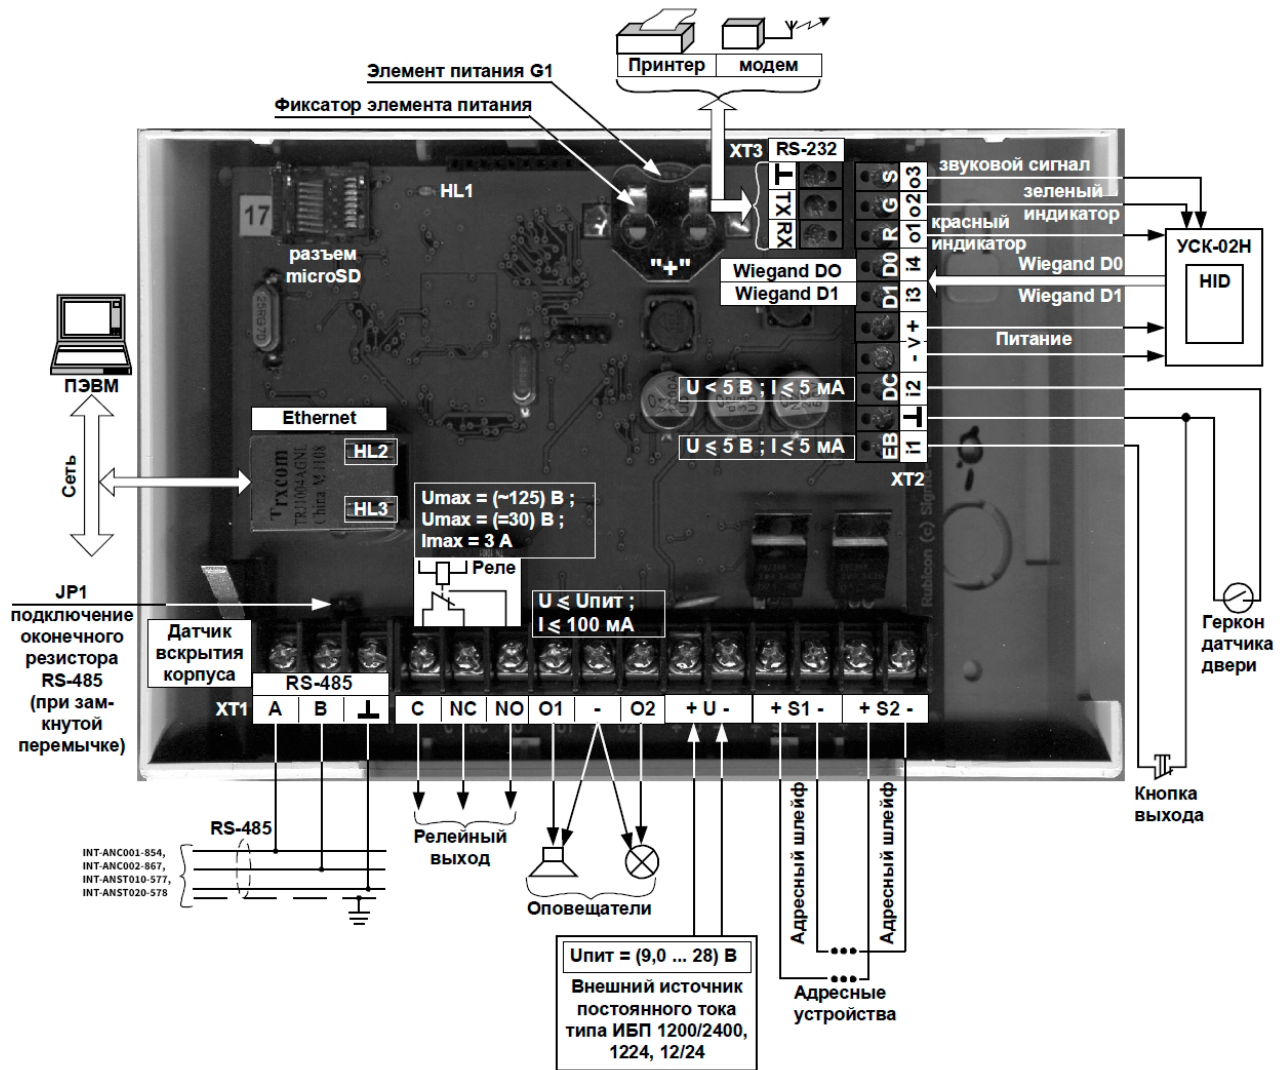 Принтер
модем
Элемент питания G1
Фиксатор элемента питания
XT3
RS-232
⊥
TX
RX
HL1
17
разъем
microSD
"+"
25RG7D
S
o3
G
o2
R
o1
D0
i4
D1
i3
+
V
-
DC
i2
⊥
EB
i1
XT2
звуковой сигнал
зеленый
индикатор
красный
индикатор
Wiegand DO
Wiegand D1
Wiegand D0
Wiegand D1
Питание
УСК-02Н
HID
ПЭВМ
Сеть
Ethernet
HL2
HL3
Trxcom
TRJ1004AGNL
China M 1108
U < 5 В ; I ⩽ 5 мА
U ⩽ 5 В ; I ⩽ 5 мА
Umax = (~125) В ;
Umax = (=30) В ;
Imax = 3 А
Реле
U ⩽ Uпит ;
I ⩽ 100 мА
Rubicon (c) Sigma
JP1
подключение
оконечного
резистора
RS-485
(при зам-
кнутой
перемычке)
Датчик
вскрытия
корпуса
Геркон
датчика
двери
Кнопка
выхода
RS-485
XT1
A
B
⊥
C
NC
NO
O1
-
O2
+ U -
+ S1 -
+ S2 -
RS-485
INT-ANC001-854,
INT-ANC002-867,
INT-ANST010-577,
INT-ANST020-578
Релейный
выход
Оповещатели
Адресный шлейф
Адресный шлейф
Адресные
устройства
Uпит = (9,0 ... 28) В
Внешний источник
постоянного тока
типа ИБП 1200/2400,
1224, 12/24